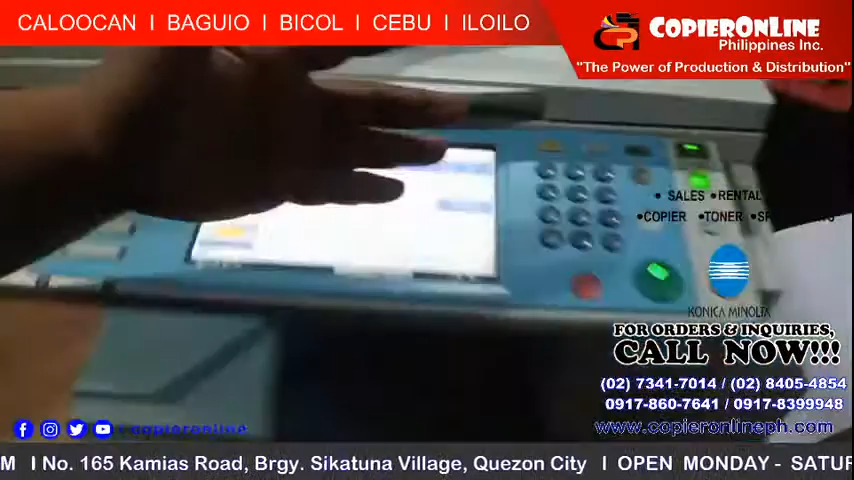 CALOOCAN I BAGUIO I BICOL I CEBU I ILOILO
COPIERONLINE
Philippines Inc.
"The Power of Production & Distribution"
• SALES •RENTAL
•COPIER •TONER
KONICA MINOLTA
FOR ORDERS & INQUIRIES,
CALL NOW!!!
(02) 7341-7014 / (02) 8405-4854
0917-860-7641 / 0917-8399948
www.copieronlineph.com
copieronline
M I No. 165 Kamias Road, Brgy. Sikatuna Village, Quezon City I OPEN MONDAY - SATUR